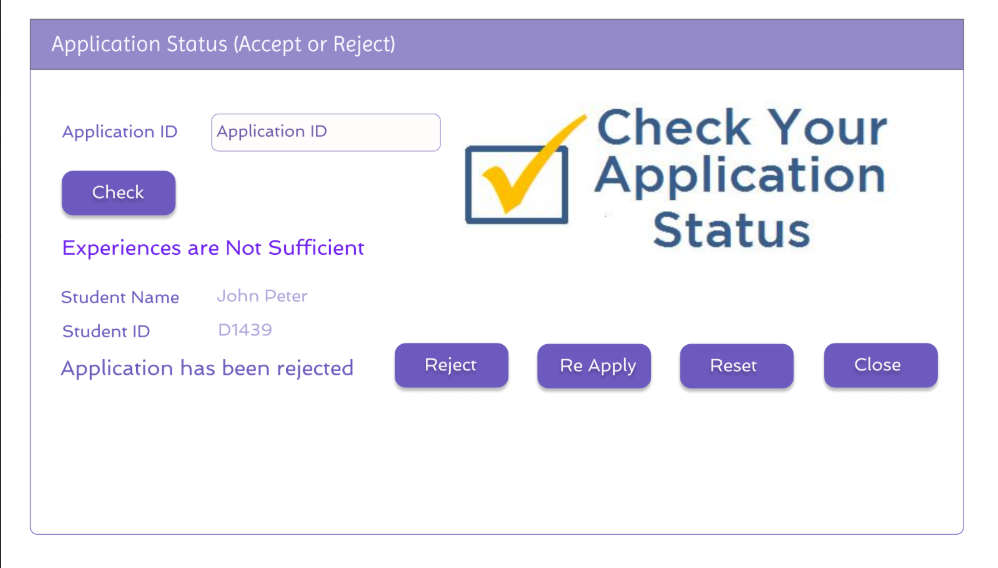 Application Status (Accept or Reject)
Application ID
Application ID
Check Your
Application
Status
Check
Experiences are Not Sufficient
Student Name
John Peter
Student ID
D1439
Application has been rejected
Reject
Re Apply
Reset
Close